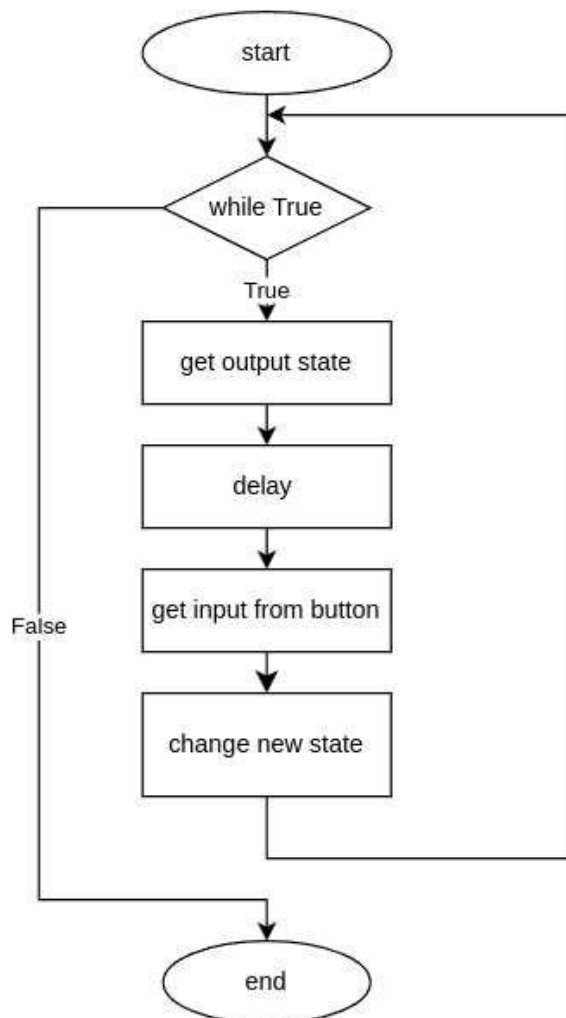 start
while True
True
get output state
delay
get input from button
False
change new state
end